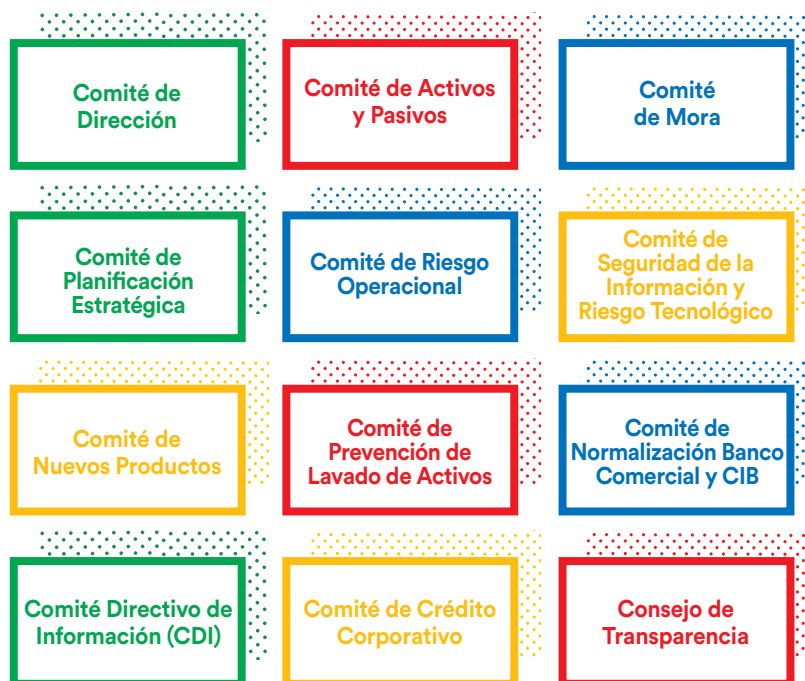 Comité de
Dirección
Comité de Activos
y Pasivos
Comité
de Mora
Comité de
Planificación
Estratégica
Comité de Riesgo
Operacional
Comité de
Seguridad de la
Información y
Riesgo Tecnológico
Comité de
Nuevos Productos
Comité de
Prevención de
Lavado de Activos
Comité de
Normalización Banco
Comercial y CIB
Comité Directivo de
Información (CDI)
Comité de Crédito
Corporativo
Consejo de
Transparencia